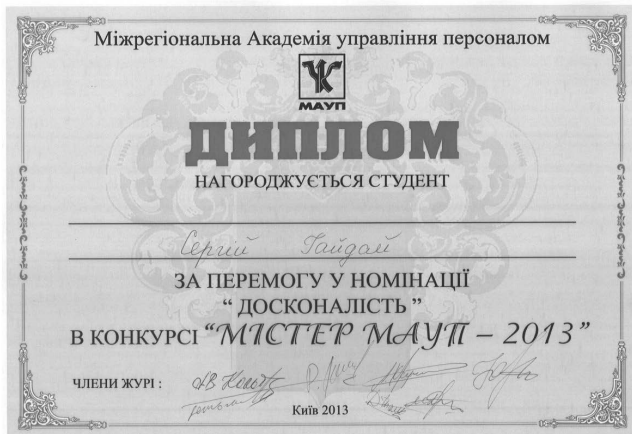 Міжрегіональна Академія управління персоналом
МАУП
ДИПЛОМ
НАГОРОДЖУЄТЬСЯ СТУДЕНТ
Сергій Гайдай
ЗА ПЕРЕМОГУ У НОМІНАЦІЇ
“ ДОСКОНАЛІСТЬ ”
В КОНКУРСІ “МІСТЕР МАУП – 2013”
ЧЛЕНИ ЖУРІ :
Київ 2013